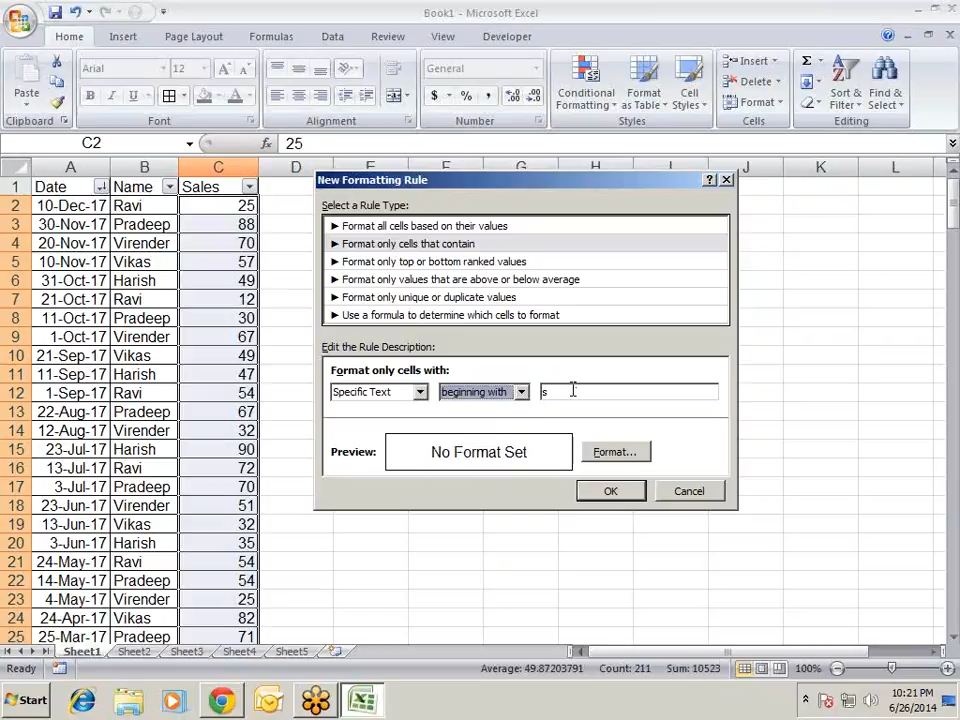 Book1 - Microsoft Excel
Home Insert Page Layout Formulas Data Review View Developer
Paste Arial 12 General Conditional Formatting Format as Table Cell Styles Insert Delete Format Sort & Filter Find & Select
Clipboard Font Alignment Number Styles Cells Editing
C2 fx 25
A B C D E F G H I J K L
1 Date Name Sales
2 10-Dec-17 Ravi 25
3 30-Nov-17 Pradeep 88
4 20-Nov-17 Virender 70
5 10-Nov-17 Vikas 57
6 31-Oct-17 Harish 49
7 21-Oct-17 Ravi 12
8 11-Oct-17 Pradeep 30
9 1-Oct-17 Virender 67
10 21-Sep-17 Vikas 49
11 11-Sep-17 Harish 47
12 1-Sep-17 Ravi 54
13 22-Aug-17 Pradeep 67
14 12-Aug-17 Virender 32
15 23-Jul-17 Harish 90
16 13-Jul-17 Ravi 72
17 3-Jul-17 Pradeep 70
18 23-Jun-17 Virender 51
19 13-Jun-17 Vikas 32
20 3-Jun-17 Harish 35
21 24-May-17 Ravi 54
22 14-May-17 Pradeep 54
23 4-May-17 Virender 25
24 24-Apr-17 Vikas 82
25 25-Mar-17 Pradeep 71
New Formatting Rule
Select a Rule Type:
► Format all cells based on their values
► Format only cells that contain
► Format only top or bottom ranked values
► Format only values that are above or below average
► Format only unique or duplicate values
► Use a formula to determine which cells to format
Edit the Rule Description:
Format only cells with:
Specific Text beginning with s
Preview: No Format Set Format...
OK Cancel
Sheet1 Sheet2 Sheet3 Sheet4 Sheet5
Ready Average: 49.87203791 Count: 211 Sum: 10523 100%
Start 10:21 PM
6/26/2014